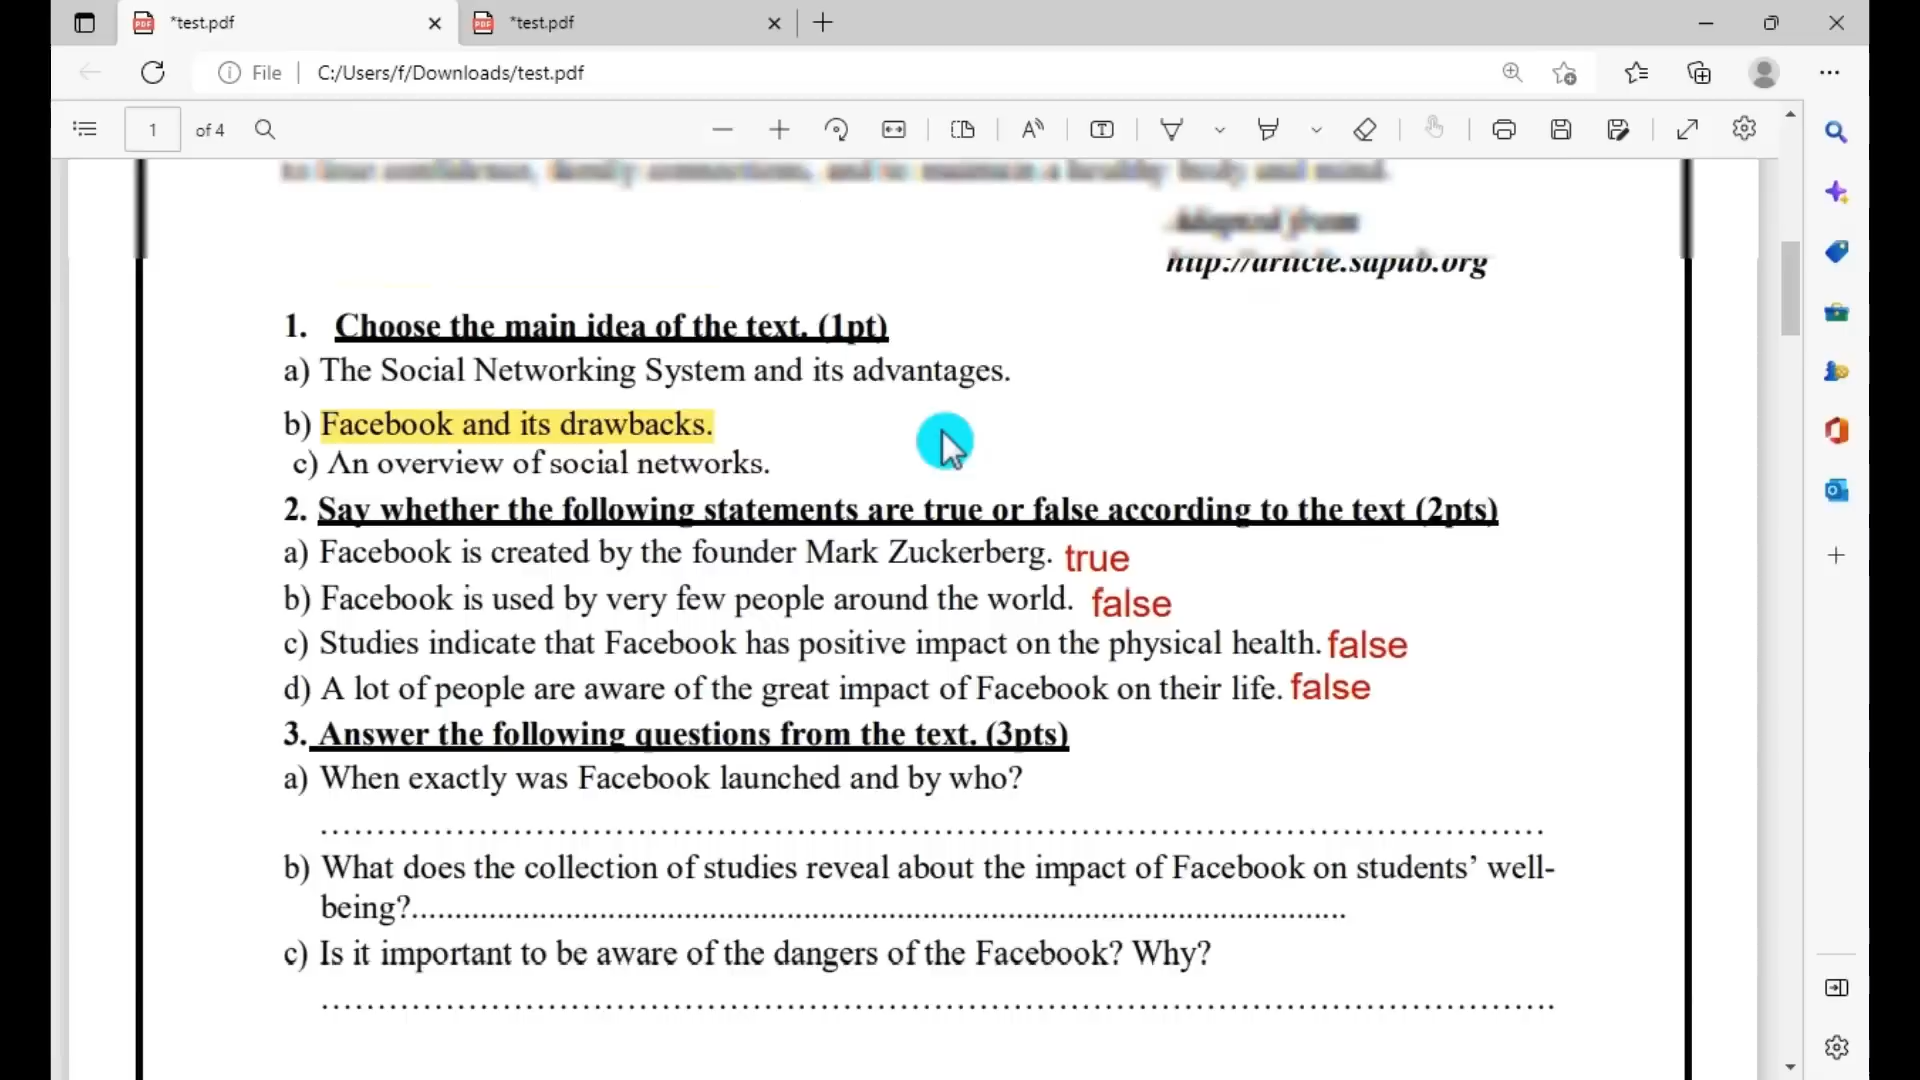 *test.pdf
*test.pdf
File
C:/Users/f/Downloads/test.pdf
1 of 4
http://article.sapub.org
1. Choose the main idea of the text. (1pt)
a) The Social Networking System and its advantages.
b) Facebook and its drawbacks.
c) An overview of social networks.
2. Say whether the following statements are true or false according to the text (2pts)
a) Facebook is created by the founder Mark Zuckerberg. true
b) Facebook is used by very few people around the world. false
c) Studies indicate that Facebook has positive impact on the physical health. false
d) A lot of people are aware of the great impact of Facebook on their life. false
3. Answer the following questions from the text. (3pts)
a) When exactly was Facebook launched and by who?
b) What does the collection of studies reveal about the impact of Facebook on students’ well-
being?
c) Is it important to be aware of the dangers of the Facebook? Why?